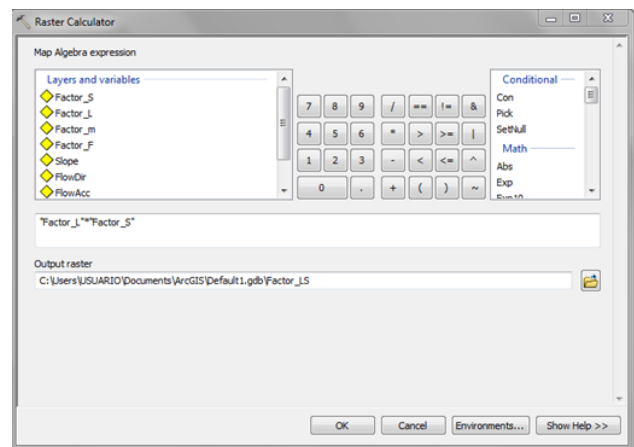 Raster Calculator
Map Algebra expression
Layers and variables
Factor_S
Factor_L
Factor_m
Factor_F
Slope
FlowDir
FlowAcc
7 8 9 / == != &
4 5 6 * > >= |
1 2 3 - < <= ^
0 . + ( ) ~
Conditional
Con
Pick
SetNull
Math
Abs
Exp
Exp10
"Factor_L"*"Factor_S"
Output raster
C:\Users\USUARIO\Documents\ArcGIS\Default1.gdb\Factor_LS
OK Cancel Environments... Show Help >>